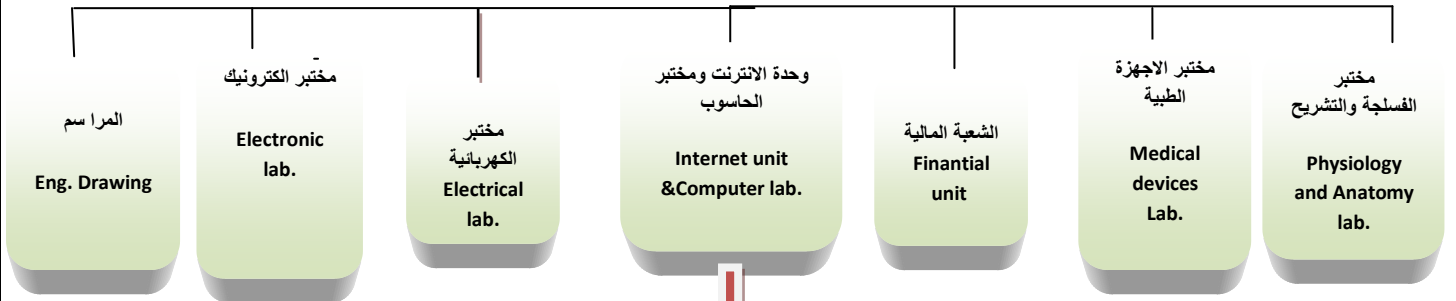 المرا سم
Eng. Drawing
مختبر الكترونيك
Electronic
lab.
مختبر
الكهربائية
Electrical
lab.
وحدة الانترنت ومختبر
الحاسوب
Internet unit
&Computer lab.
الشعبة المالية
Finantial
unit
مختبر الاجهزة
الطبية
Medical
devices
Lab.
مختبر
الفسلجة والتشريح
Physiology
and Anatomy
lab.